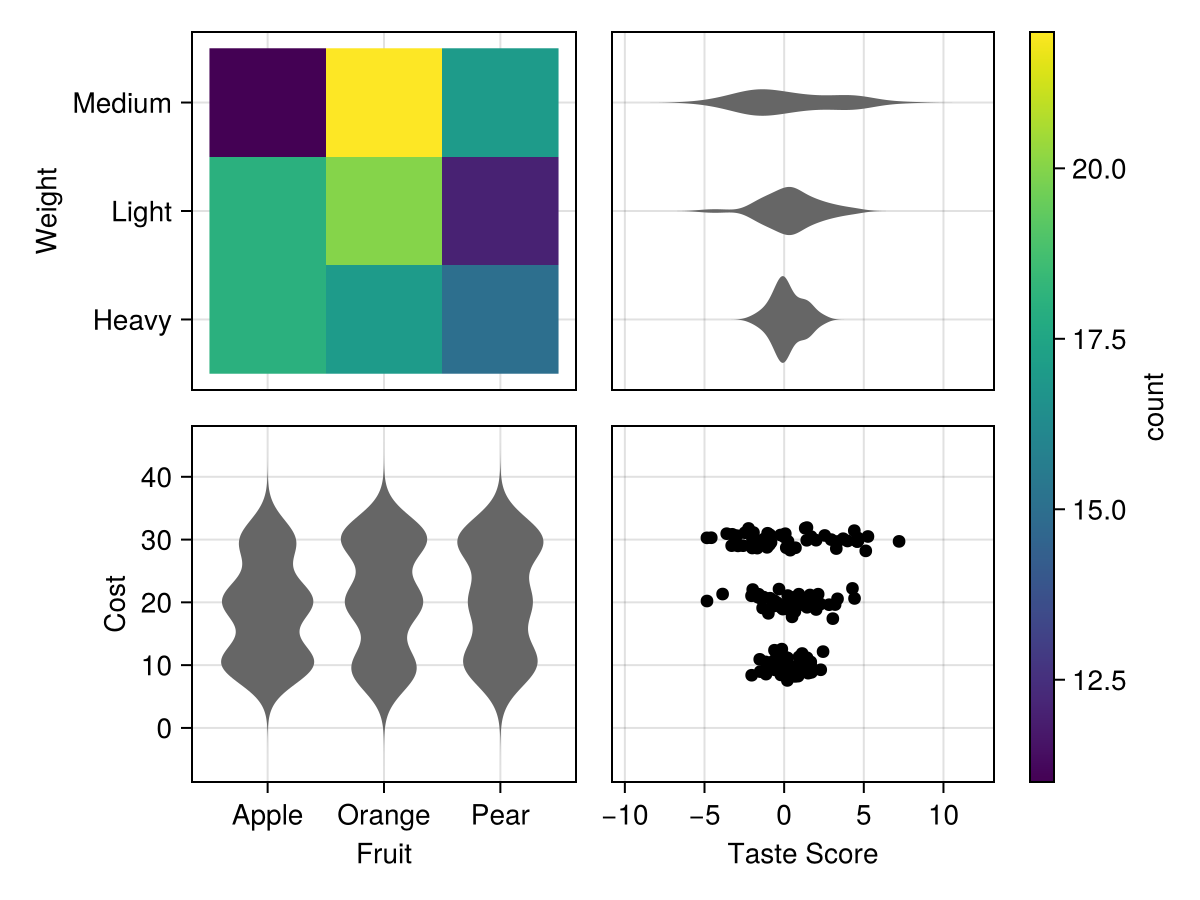 Medium
Light
Heavy
Weight
20.0
17.5
15.0
12.5
count
40
30
20
10
0
Cost
Apple Orange Pear
Fruit
−10 −5 0 5 10
Taste Score